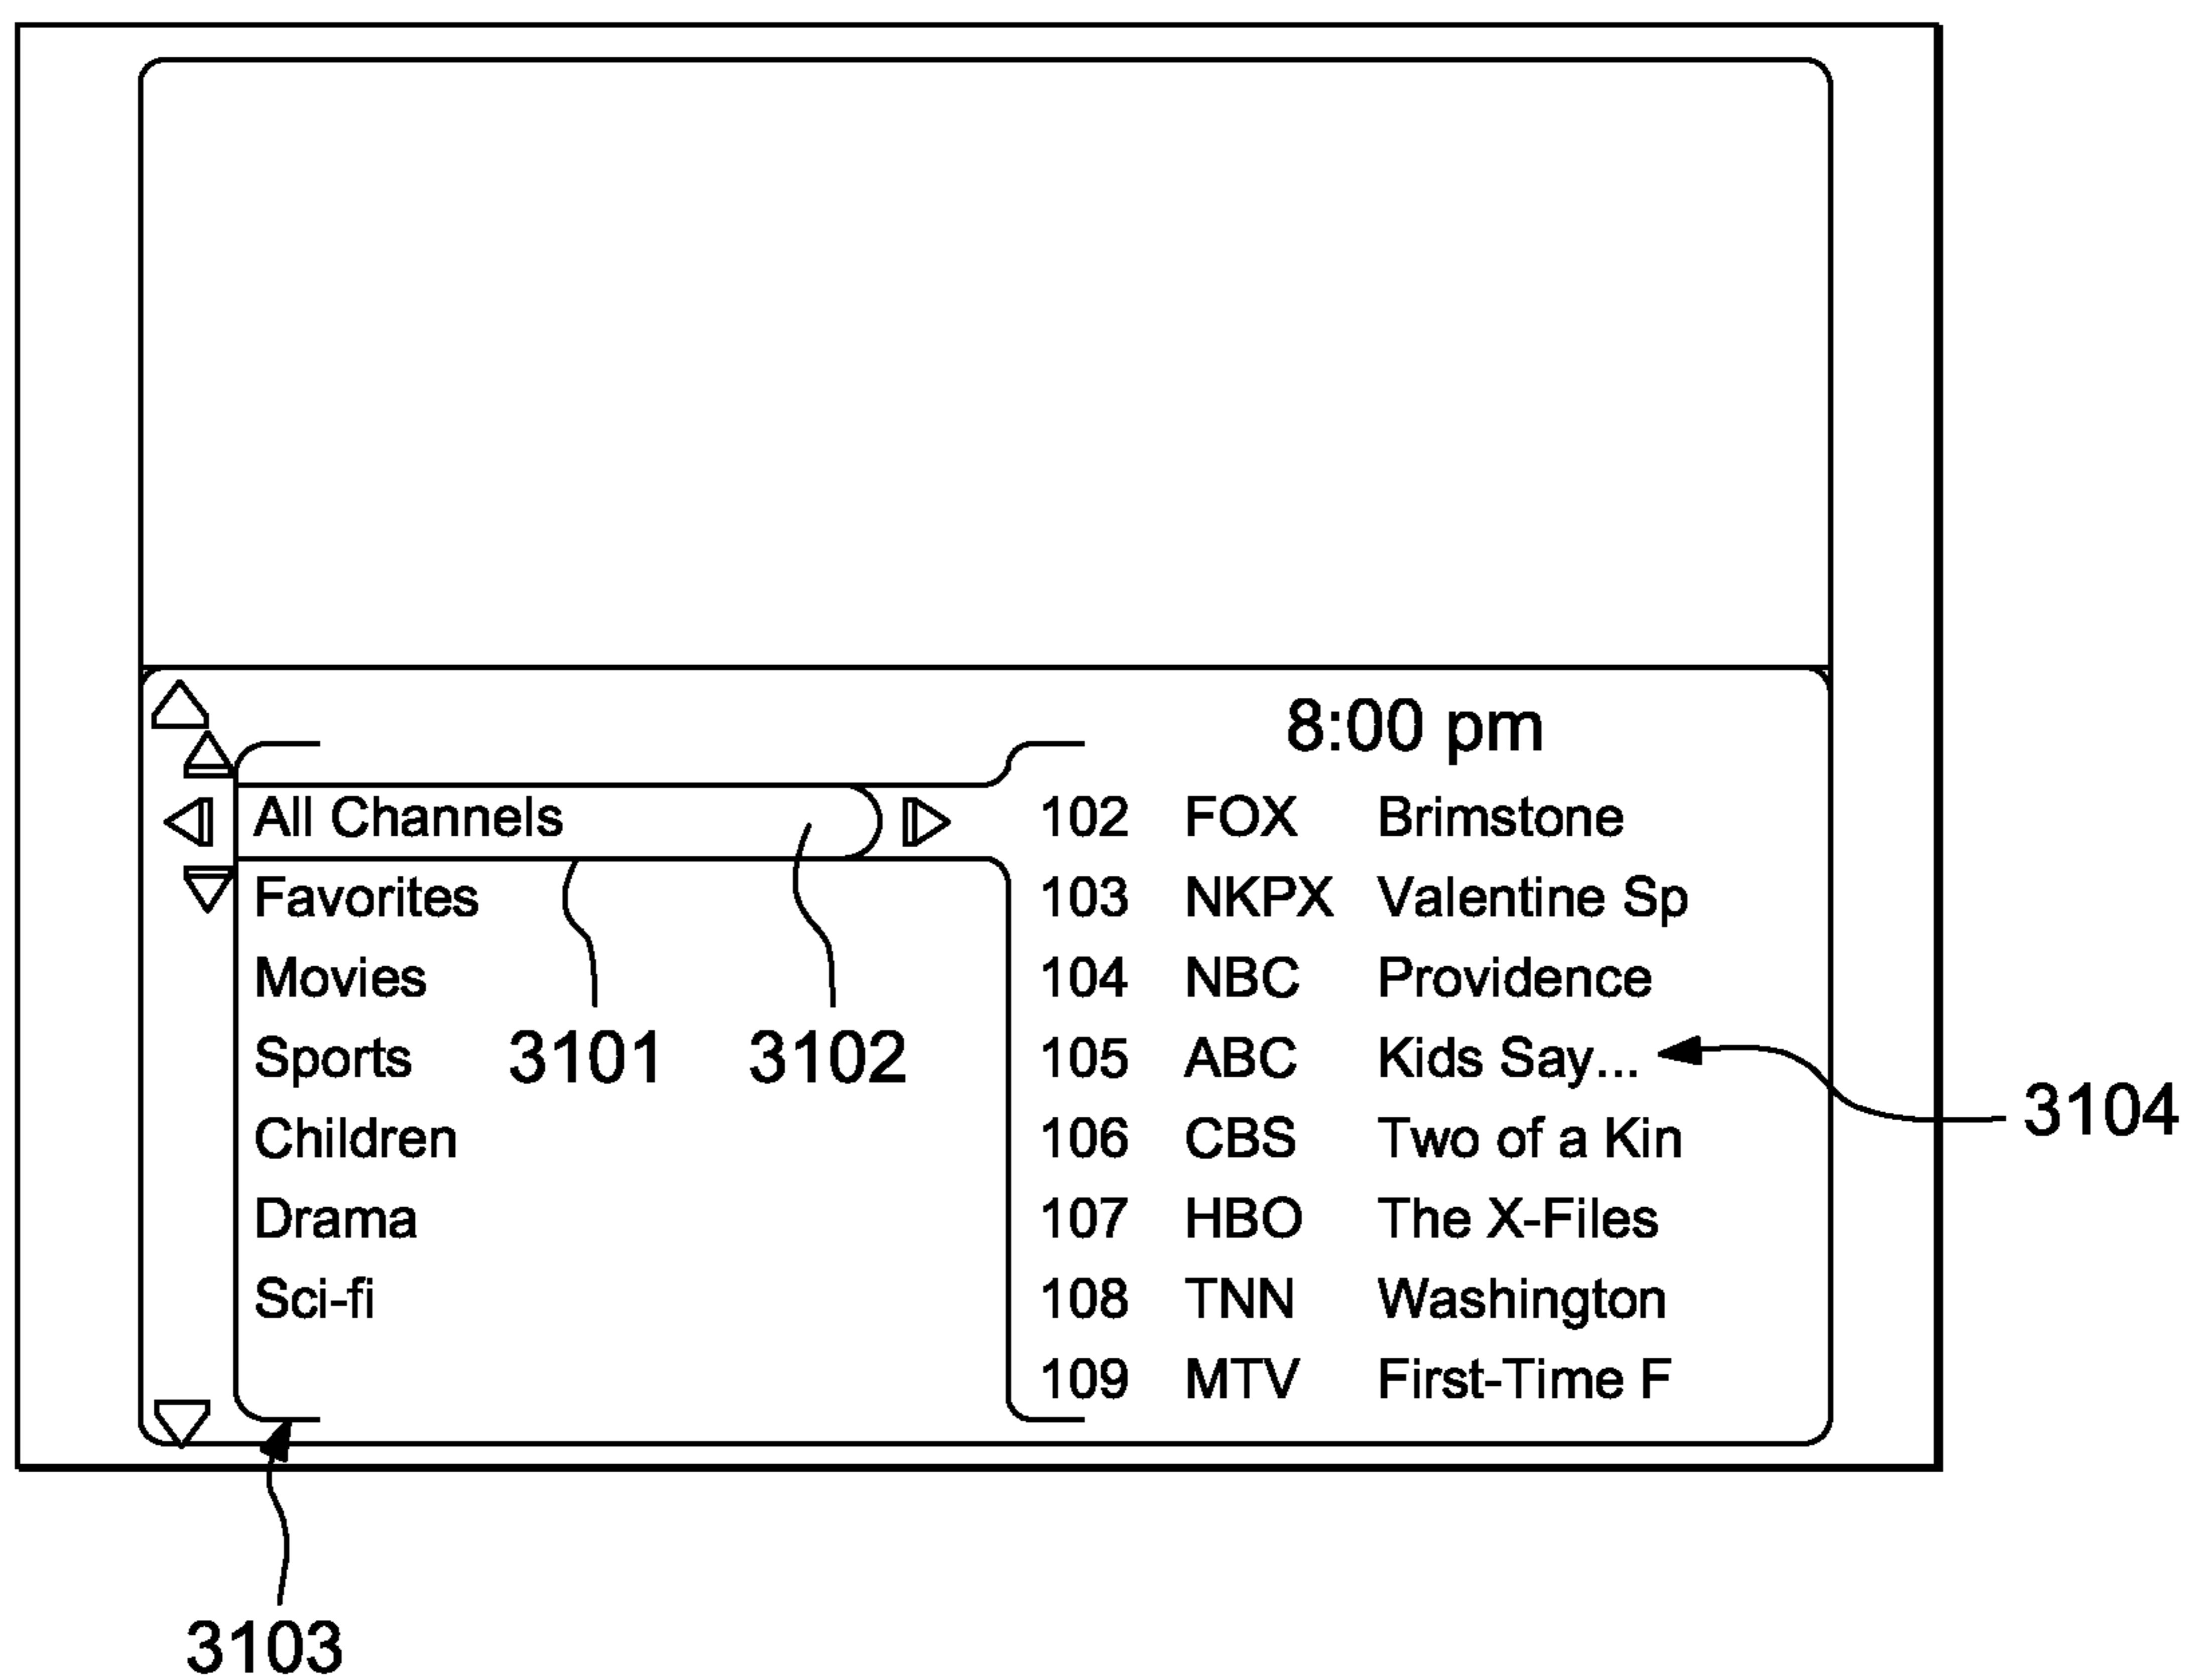 8:00 pm
All Channels 102 FOX Brimstone
Favorites 103 NKPX Valentine Sp
Movies 104 NBC Providence
Sports 3101 3102 105 ABC Kids Say...
3104
Children 106 CBS Two of a Kin
Drama 107 HBO The X-Files
Sci-fi 108 TNN Washington
109 MTV First-Time F
3103